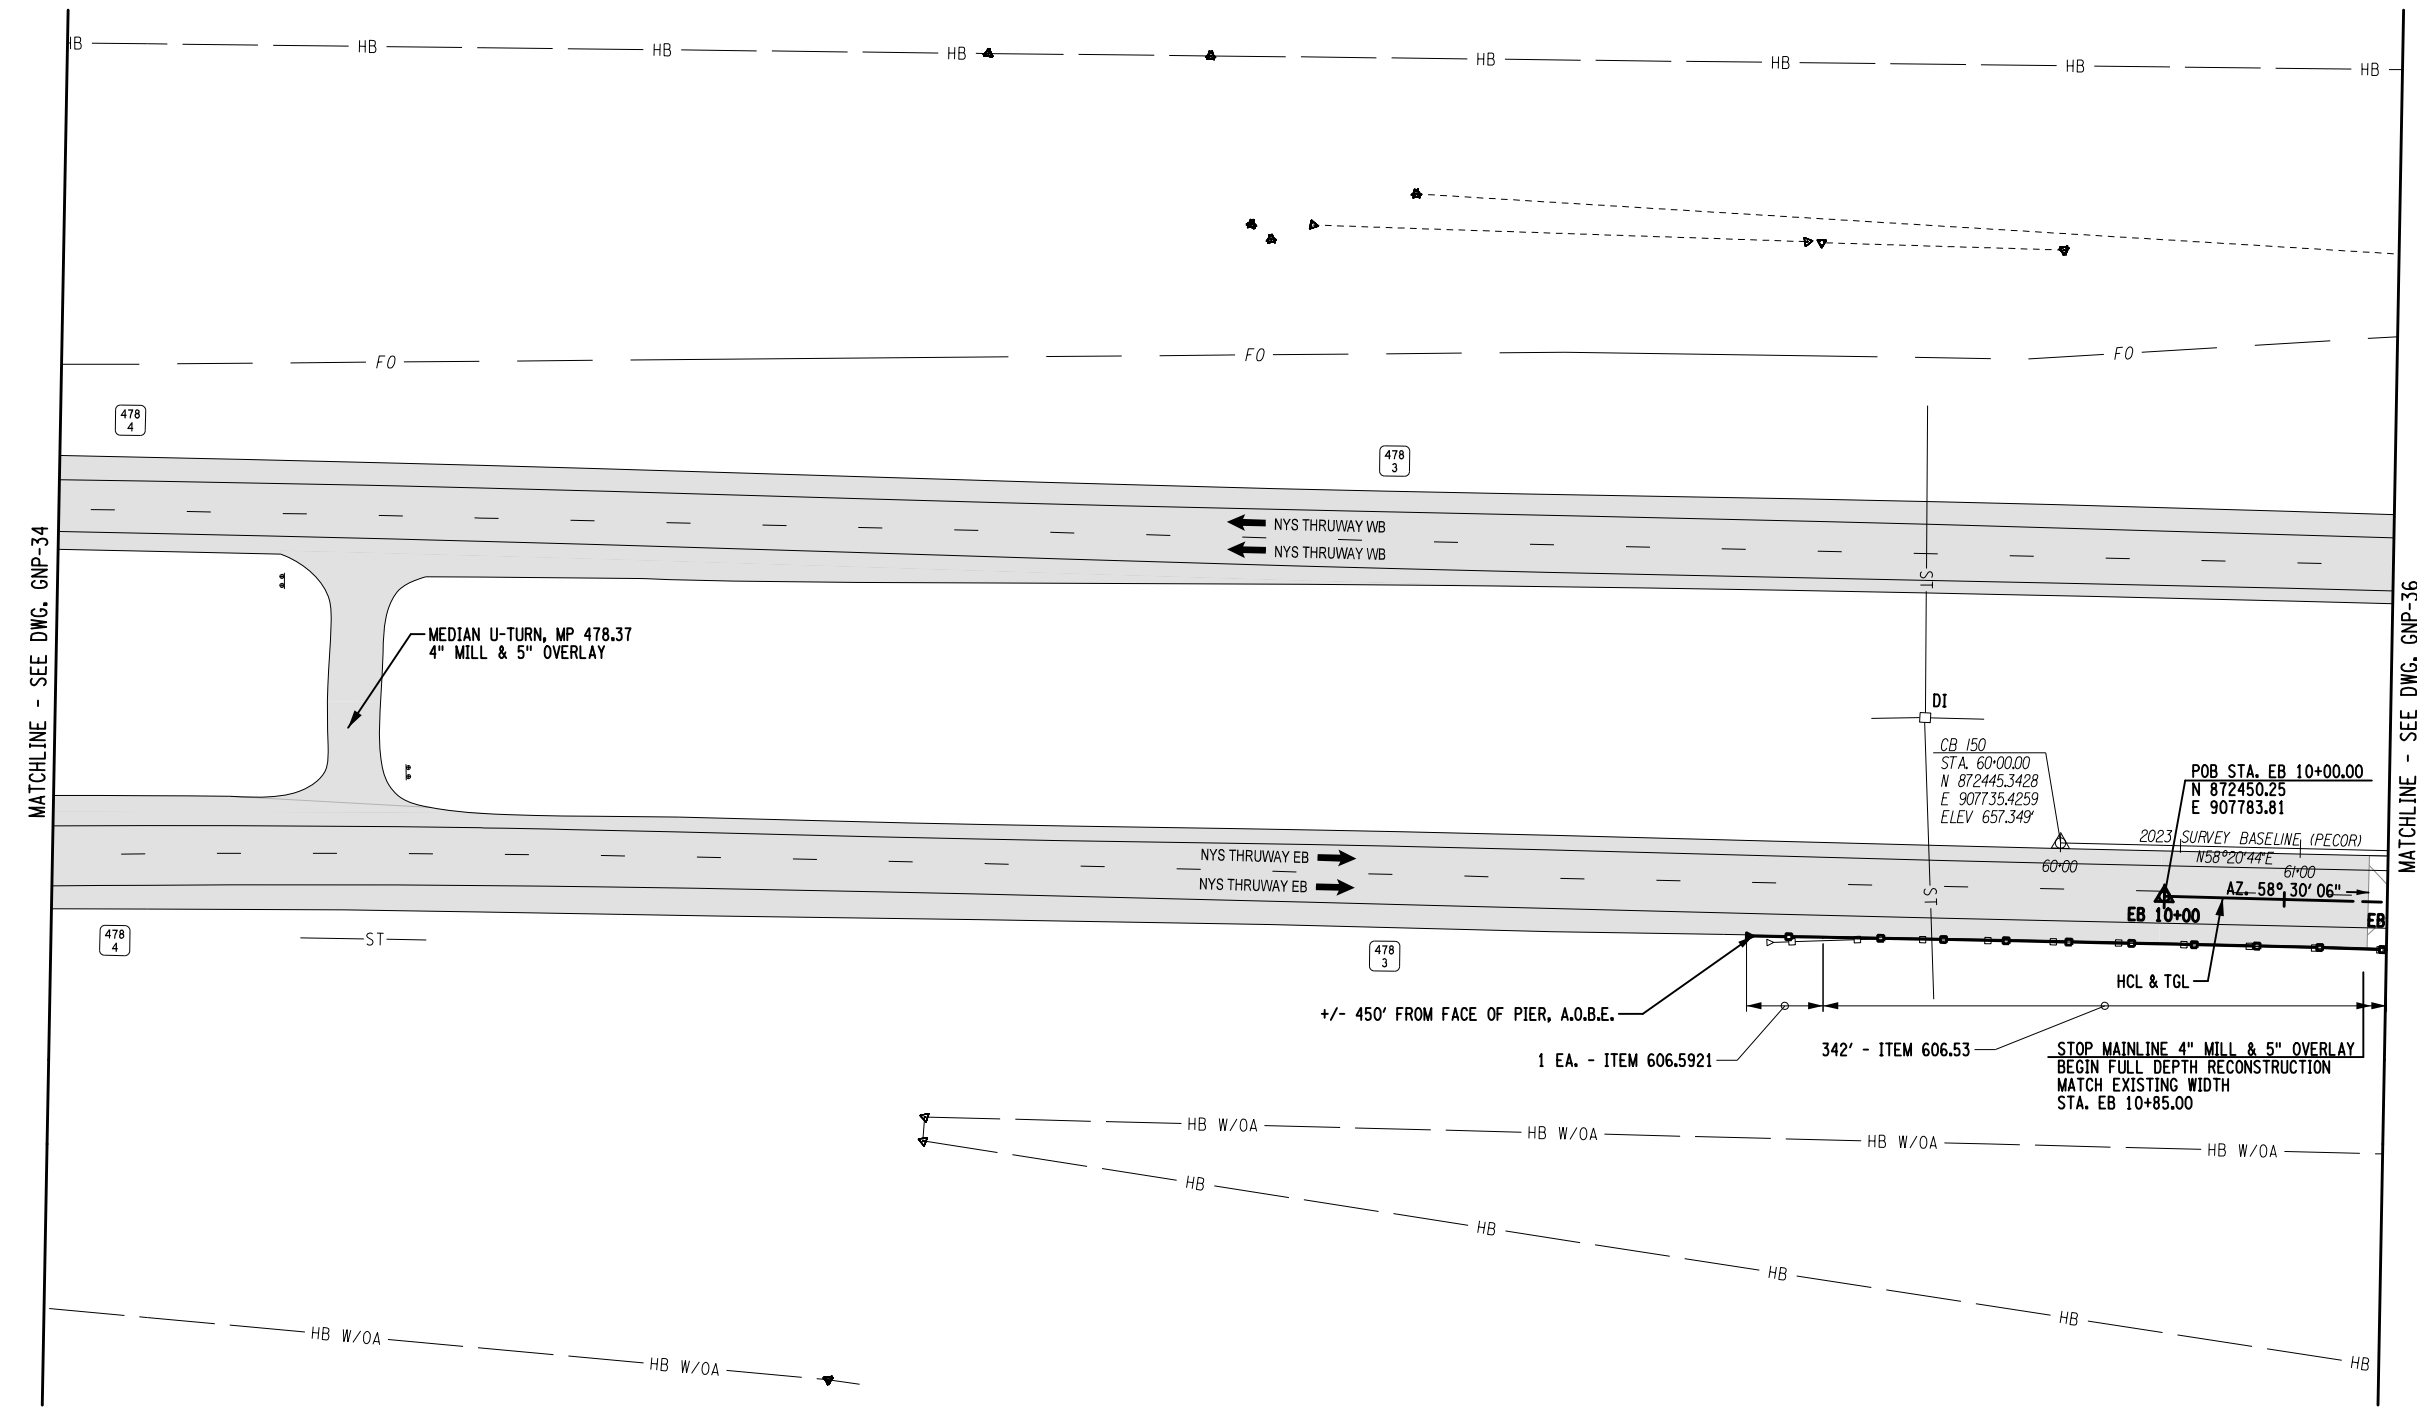 HB HB HB HB HB HB HB HB
FO FO FO
478
4
478
3
NYS THRUWAY WB
NYS THRUWAY WB
MATCHLINE - SEE DWG. GNP-34
MATCHLINE - SEE DWG. GNP-36
ST
MEDIAN U-TURN, MP 478.37
4" MILL & 5" OVERLAY
DI
CB 150
STA. 60+00.00
N 872445.3428
E 907735.4259
ELEV 657.349'
POB STA. EB 10+00.00
N 872450.25
E 907783.81
2023 SURVEY BASELINE (PECOR)
N58°20'44"E
60+00
61+00
AZ. 58° 30' 06"
NYS THRUWAY EB
NYS THRUWAY EB
ST
EB 10+00
EB
478
4
ST
478
3
HCL & TGL
+/- 450' FROM FACE OF PIER, A.O.B.E.
1 EA. - ITEM 606.5921
342' - ITEM 606.53
STOP MAINLINE 4" MILL & 5" OVERLAY
BEGIN FULL DEPTH RECONSTRUCTION
MATCH EXISTING WIDTH
STA. EB 10+85.00
HB W/OA HB W/OA HB W/OA HB W/OA
HB HB HB HB HB
HB W/OA HB W/OA